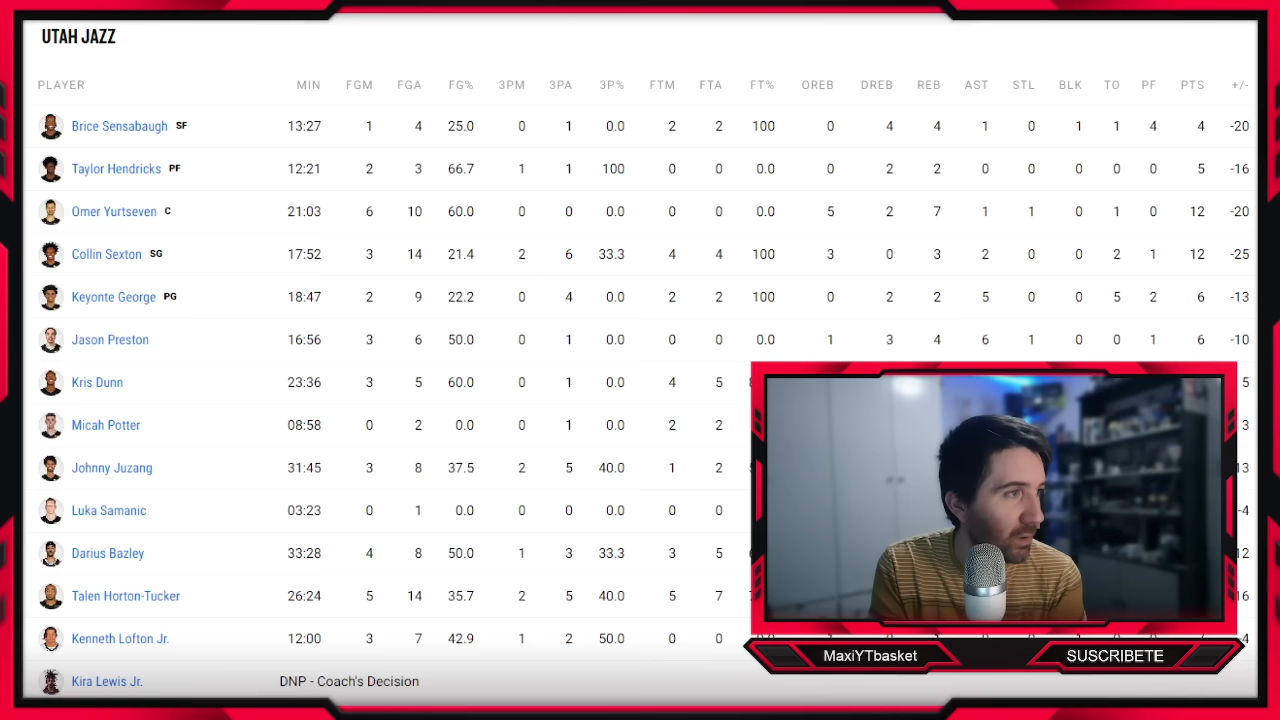 UTAH JAZZ
PLAYER MIN FGM FGA FG% 3PM 3PA 3P% FTM FTA FT% OREB DREB REB AST STL BLK TO PF PTS +/-
Brice Sensabaugh SF 13:27 1 4 25.0 0 1 0.0 2 2 100 0 4 4 1 0 1 1 4 4 -20
Taylor Hendricks PF 12:21 2 3 66.7 1 1 100 0 0 0.0 0 2 2 0 0 0 0 0 5 -16
Omer Yurtseven C 21:03 6 10 60.0 0 0 0.0 0 0 0.0 5 2 7 1 1 0 1 0 12 -20
Collin Sexton SG 17:52 3 14 21.4 2 6 33.3 4 4 100 3 0 3 2 0 0 2 1 12 -25
Keyonte George PG 18:47 2 9 22.2 0 4 0.0 2 2 100 0 2 2 5 0 0 5 2 6 -13
Jason Preston 16:56 3 6 50.0 0 1 0.0 0 0 0.0 1 3 4 6 1 0 0 1 6 -10
Kris Dunn 23:36 3 5 60.0 0 1 0.0 4 5 5
Micah Potter 08:58 0 2 0.0 0 1 0.0 2 2 3
Johnny Juzang 31:45 3 8 37.5 2 5 40.0 1 2 13
Luka Samanic 03:23 0 1 0.0 0 0 0.0 0 0 -4
Darius Bazley 33:28 4 8 50.0 1 3 33.3 3 5 12
Talen Horton-Tucker 26:24 5 14 35.7 2 5 40.0 5 7 16
Kenneth Lofton Jr. 12:00 3 7 42.9 1 2 50.0 0 0 -4
MaxiYTbasket SUSCRIBETE
Kira Lewis Jr. DNP - Coach's Decision